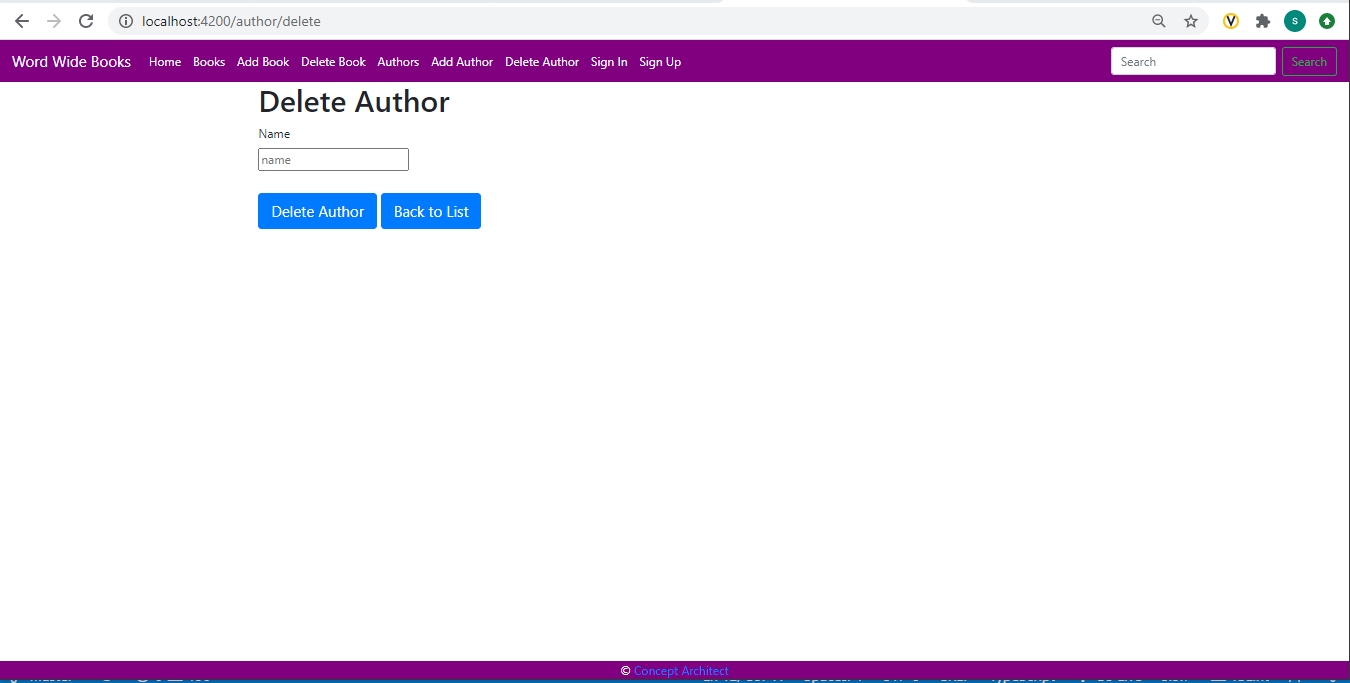 localhost:4200/author/delete
V
S
Word Wide Books Home Books Add Book Delete Book Authors Add Author Delete Author Sign In Sign Up Search Search
Delete Author
Name
name
Delete Author Back to List
© Concept Architect